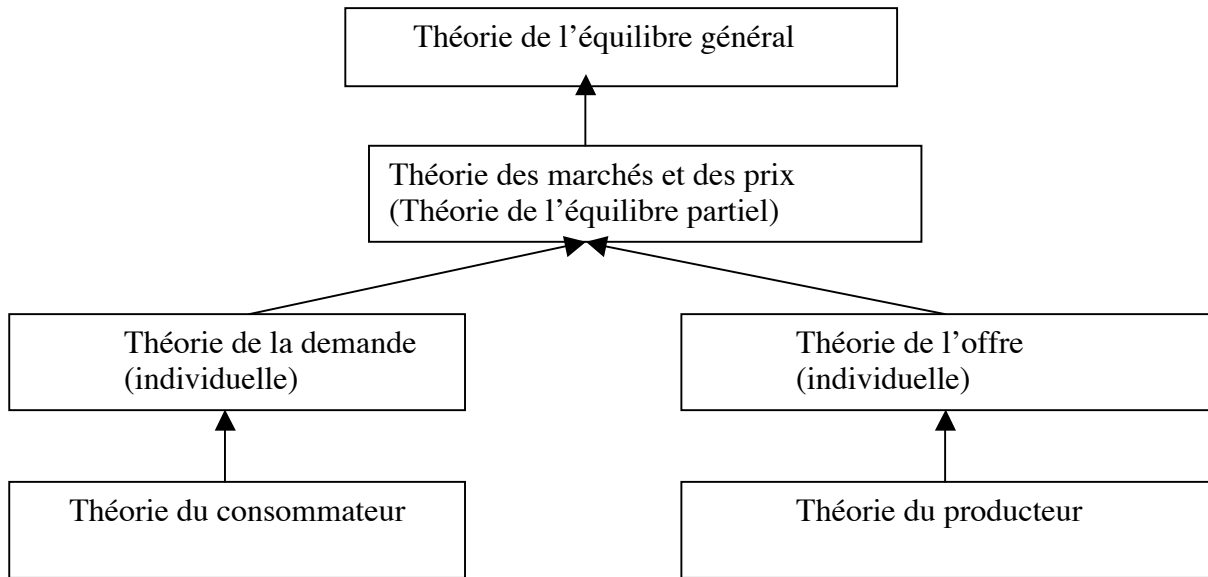 Théorie de l’équilibre général
Théorie des marchés et des prix
(Théorie de l’équilibre partiel)
Théorie de la demande
(individuelle)
Théorie de l’offre
(individuelle)
Théorie du consommateur
Théorie du producteur